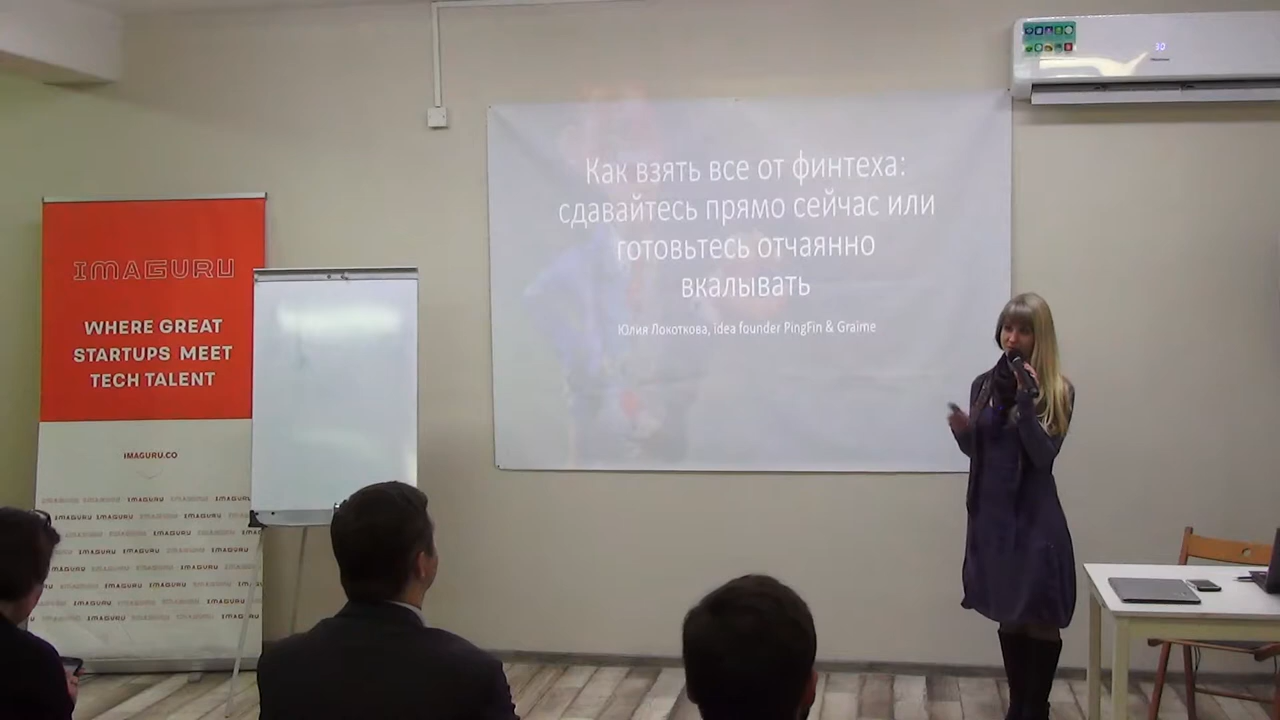 Как взять все от финтеха:
сдавайтесь прямо сейчас или
готовьтесь отчаянно
вкалывать
Юлия Локоткова, idea founder PingFin & Graime
IMAGURU
WHERE GREAT
STARTUPS MEET
TECH TALENT
IMAGURU.CO
30